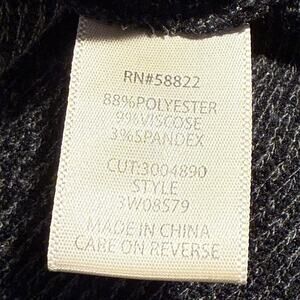 RN#58822
88%POLYESTER
9%VISCOSE
3%SPANDEX
CUT:3004890
STYLE
3W08579
MADE IN CHINA
CARE ON REVERSE